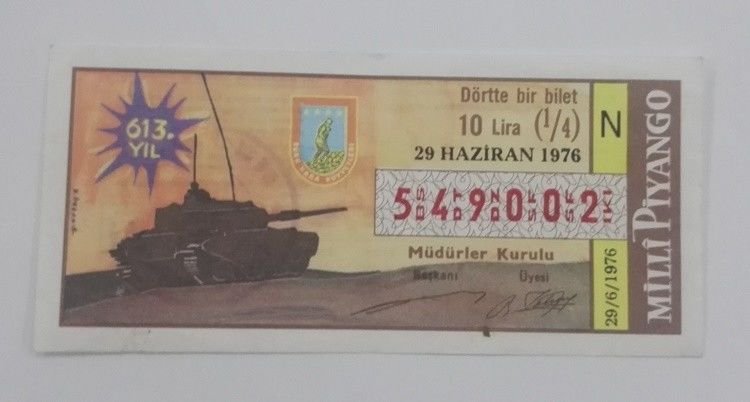 613.
YIL
Dörtte bir bilet
10 Lira (1/4)
29 HAZİRAN 1976
549002
Müdürler Kurulu
Başkanı Üyesi
N
29/6/1976
MİLLÎ PİYANGO